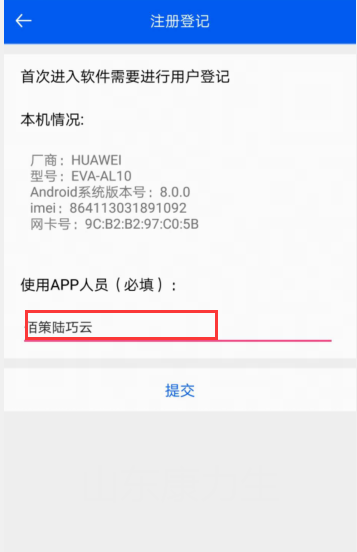 注册登记
首次进入软件需要进行用户登记
本机情况:
厂商：HUAWEI
型号：EVA-AL10
Android系统版本号：8.0.0
imei：864113031891092
网卡号：9C:B2:B2:97:C0:5B
使用APP人员（必填）:
佰策陆巧云
提交